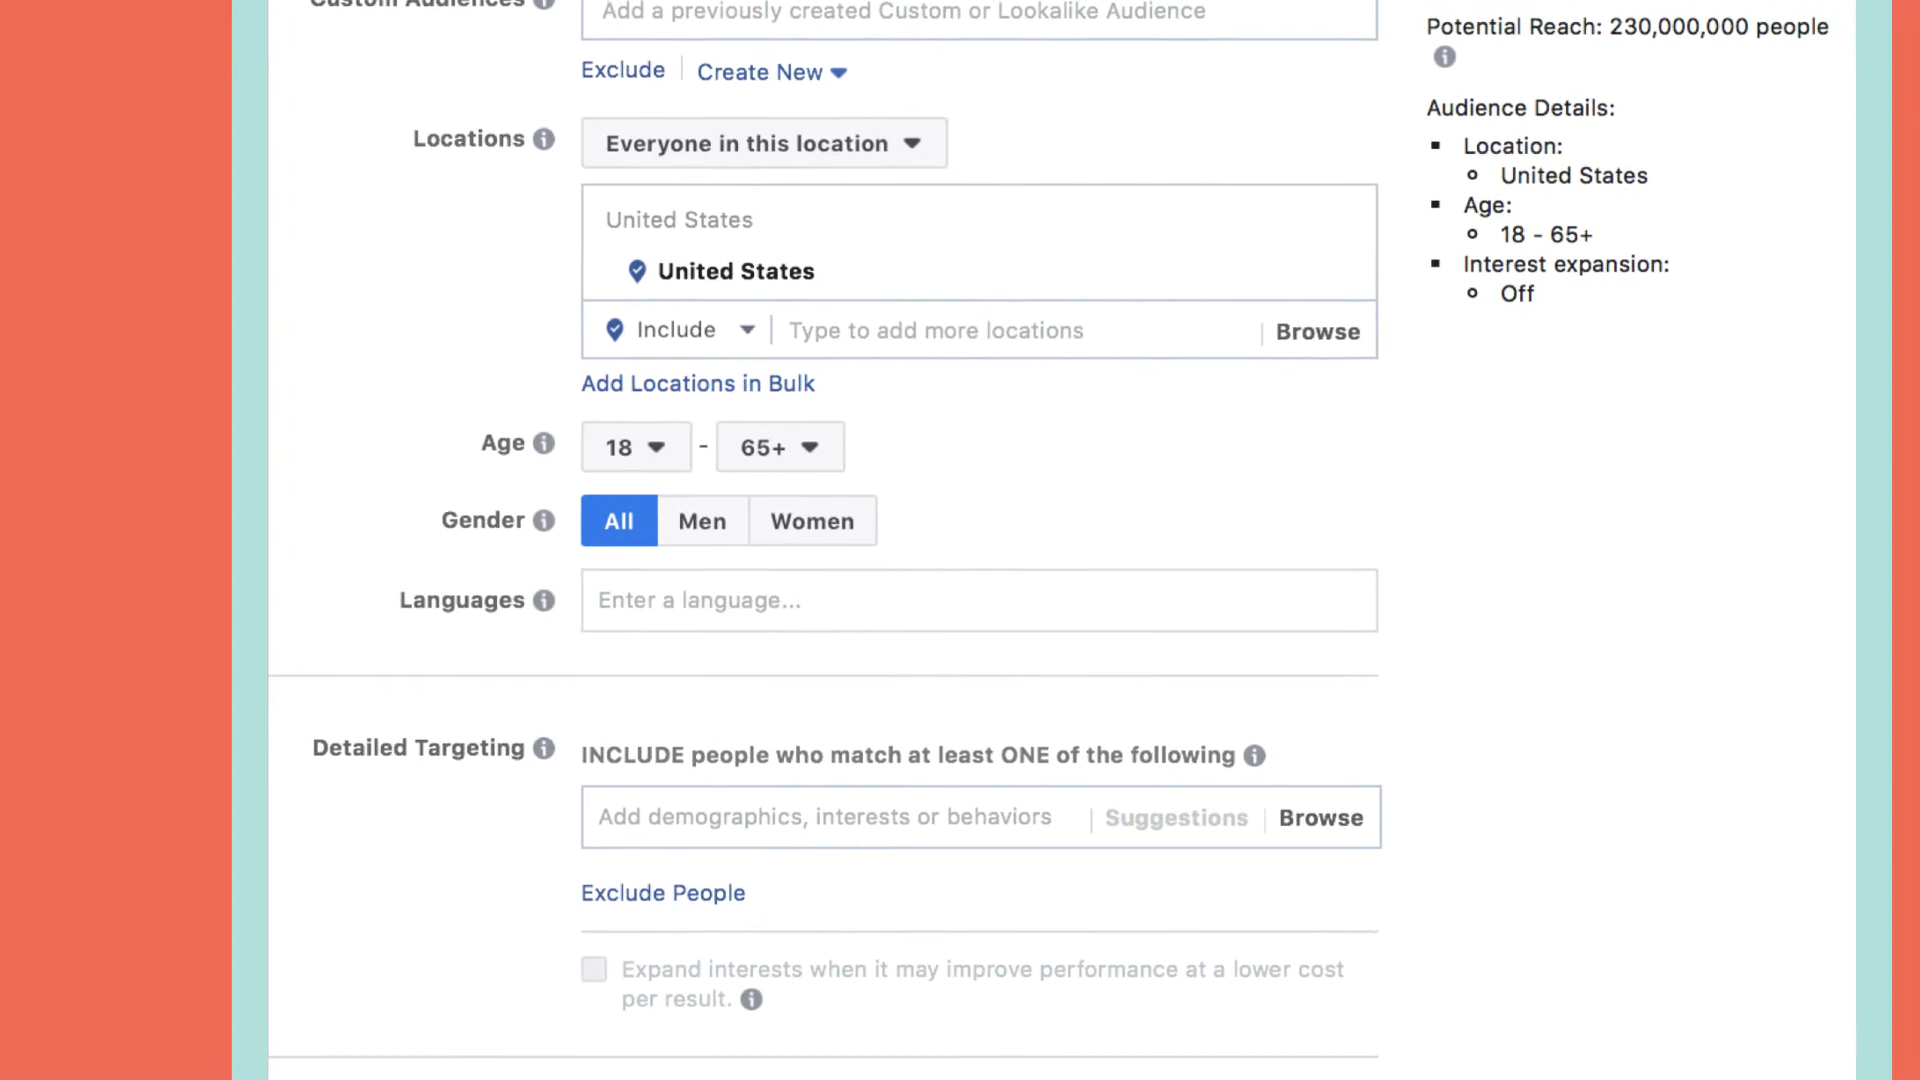 Custom Audiences
Add a previously created Custom or Lookalike Audience
Exclude
Create New
Locations
Everyone in this location
United States
United States
Include
Type to add more locations
Browse
Add Locations in Bulk
Age
18
-
65+
Gender
All
Men
Women
Languages
Enter a language...
Detailed Targeting
INCLUDE people who match at least ONE of the following
Add demographics, interests or behaviors
Suggestions
Browse
Exclude People
Expand interests when it may improve performance at a lower cost
per result.
Potential Reach: 230,000,000 people
Audience Details:
Location:
United States
Age:
18 - 65+
Interest expansion:
Off